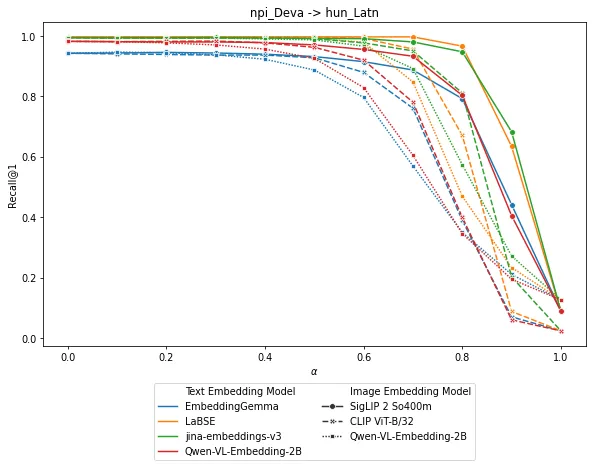 npi_Deva -> hun_Latn
1.0
0.8
0.6
0.4
0.2
0.0
Recall@1
0.0 0.2 0.4 0.6 0.8 1.0
α
Text Embedding Model Image Embedding Model
EmbeddingGemma SigLIP 2 So400m
LaBSE CLIP ViT-B/32
jina-embeddings-v3 Qwen-VL-Embedding-2B
Qwen-VL-Embedding-2B